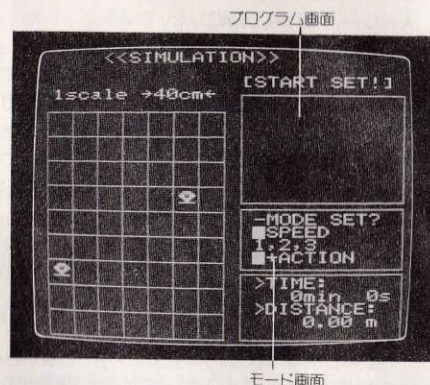 プログラム画面
<<SIMULATION>>
1scale →40cm←
[START SET!]
-MODE SET?
■SPEED
1,2,3
■+ACTION
>TIME:
0min 0s
>DISTANCE:
0.00 m
モード画面